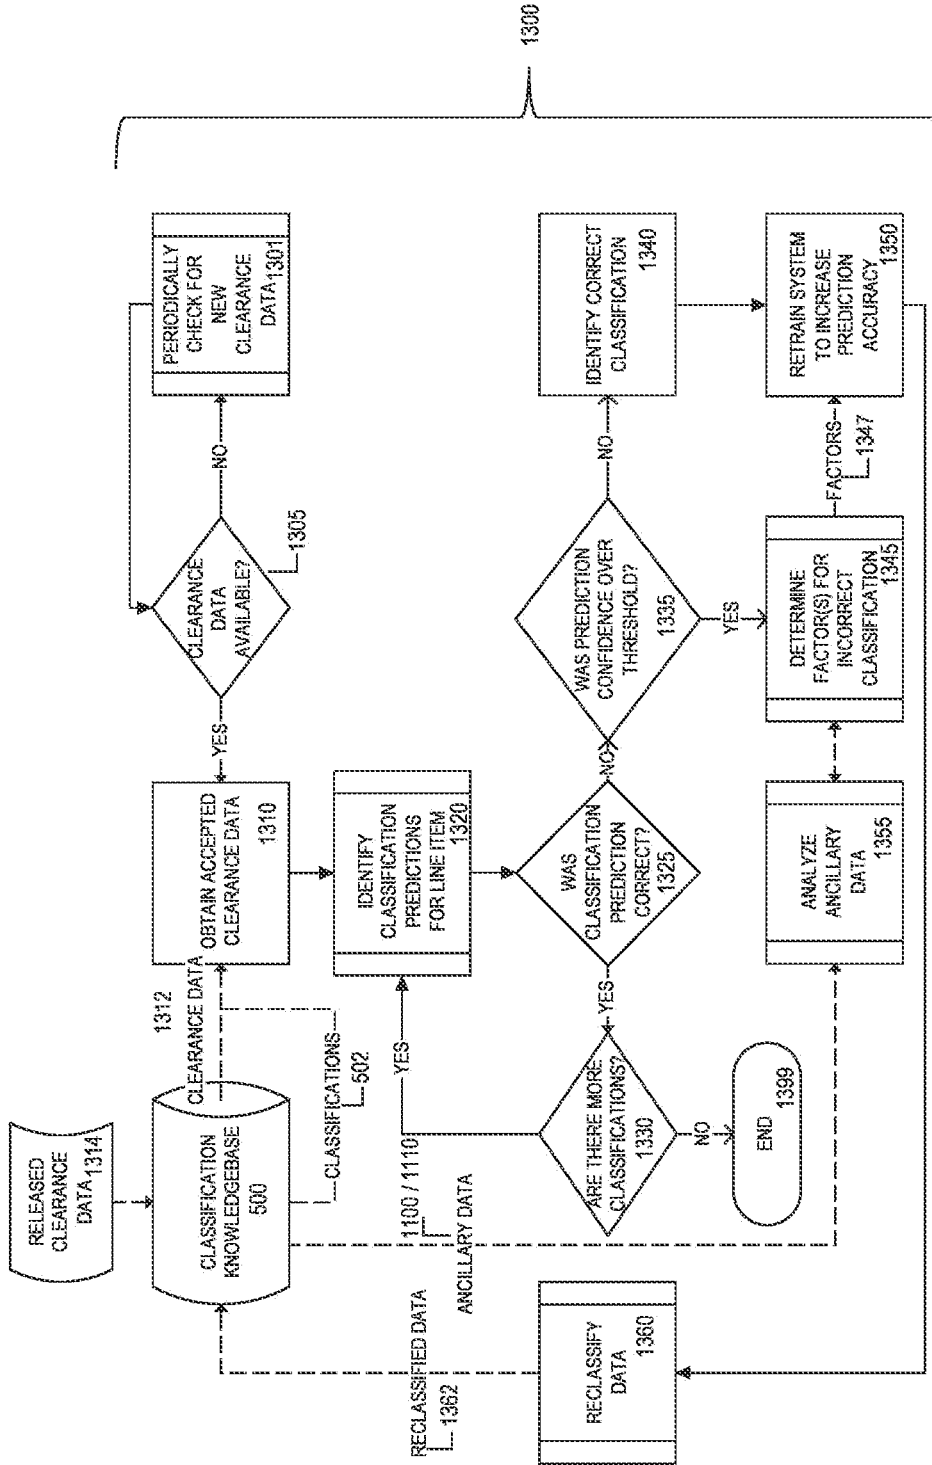 1300
RELEASED
CLEARANCE
DATA 1314
CLASSIFICATION
KNOWLEDGEBASE
500
1312
CLEARANCE DATA
CLASSIFICATIONS
502
OBTAIN ACCEPTED
CLEARANCE DATA
1310
YES
CLEARANCE
DATA
AVAILABLE?
1305
NO
PERIODICALLY
CHECK FOR
NEW
CLEARANCE
DATA 1301
IDENTIFY
CLASSIFICATION
PREDICTIONS
FOR LINE ITEM
1320
YES
1100 / 1110
ANCILLARY DATA
RECLASSIFIED DATA
1362
RECLASSIFY
DATA
1360
ARE THERE MORE
CLASSIFICATIONS?
1330
YES
WAS
CLASSIFICATION
PREDICTION
CORRECT?
1325
NO
WAS PREDICTION
CONFIDENCE OVER
THRESHOLD?
1335
NO
IDENTIFY CORRECT
CLASSIFICATION
1340
NO
END
1399
YES
ANALYZE
ANCILLARY
DATA
1355
DETERMINE
FACTOR(S) FOR
INCORRECT
CLASSIFICATION
1345
FACTORS
1347
RETRAIN SYSTEM
TO INCREASE
PREDICTION
ACCURACY
1350